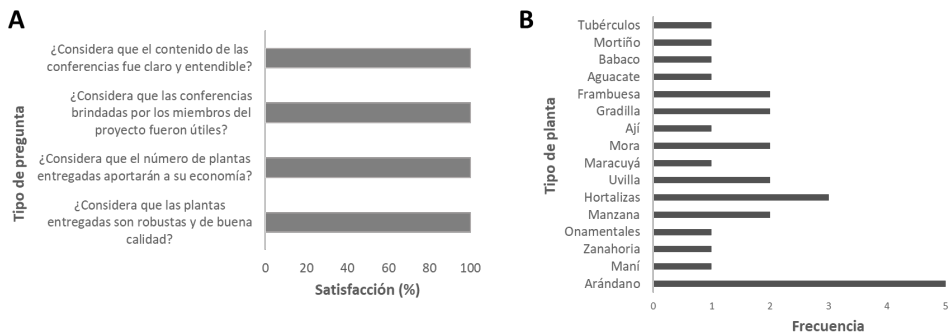 A
Tipo de pregunta
¿Considera que el contenido de las
conferencias fue claro y entendible?
¿Considera que las conferencias
brindadas por los miembros del
proyecto fueron útiles?
¿Considera que el número de plantas
entregadas aportarán a su economía?
¿Considera que las plantas
entregadas son robustas y de buena
calidad?
0 20 40 60 80 100
Satisfacción (%)
B
Tipo de planta
Tubérculos
Mortiño
Babaco
Aguacate
Frambuesa
Gradilla
Ají
Mora
Maracuyá
Uvilla
Hortalizas
Manzana
Onamentales
Zanahoria
Maní
Arándano
0 1 2 3 4 5
Frecuencia